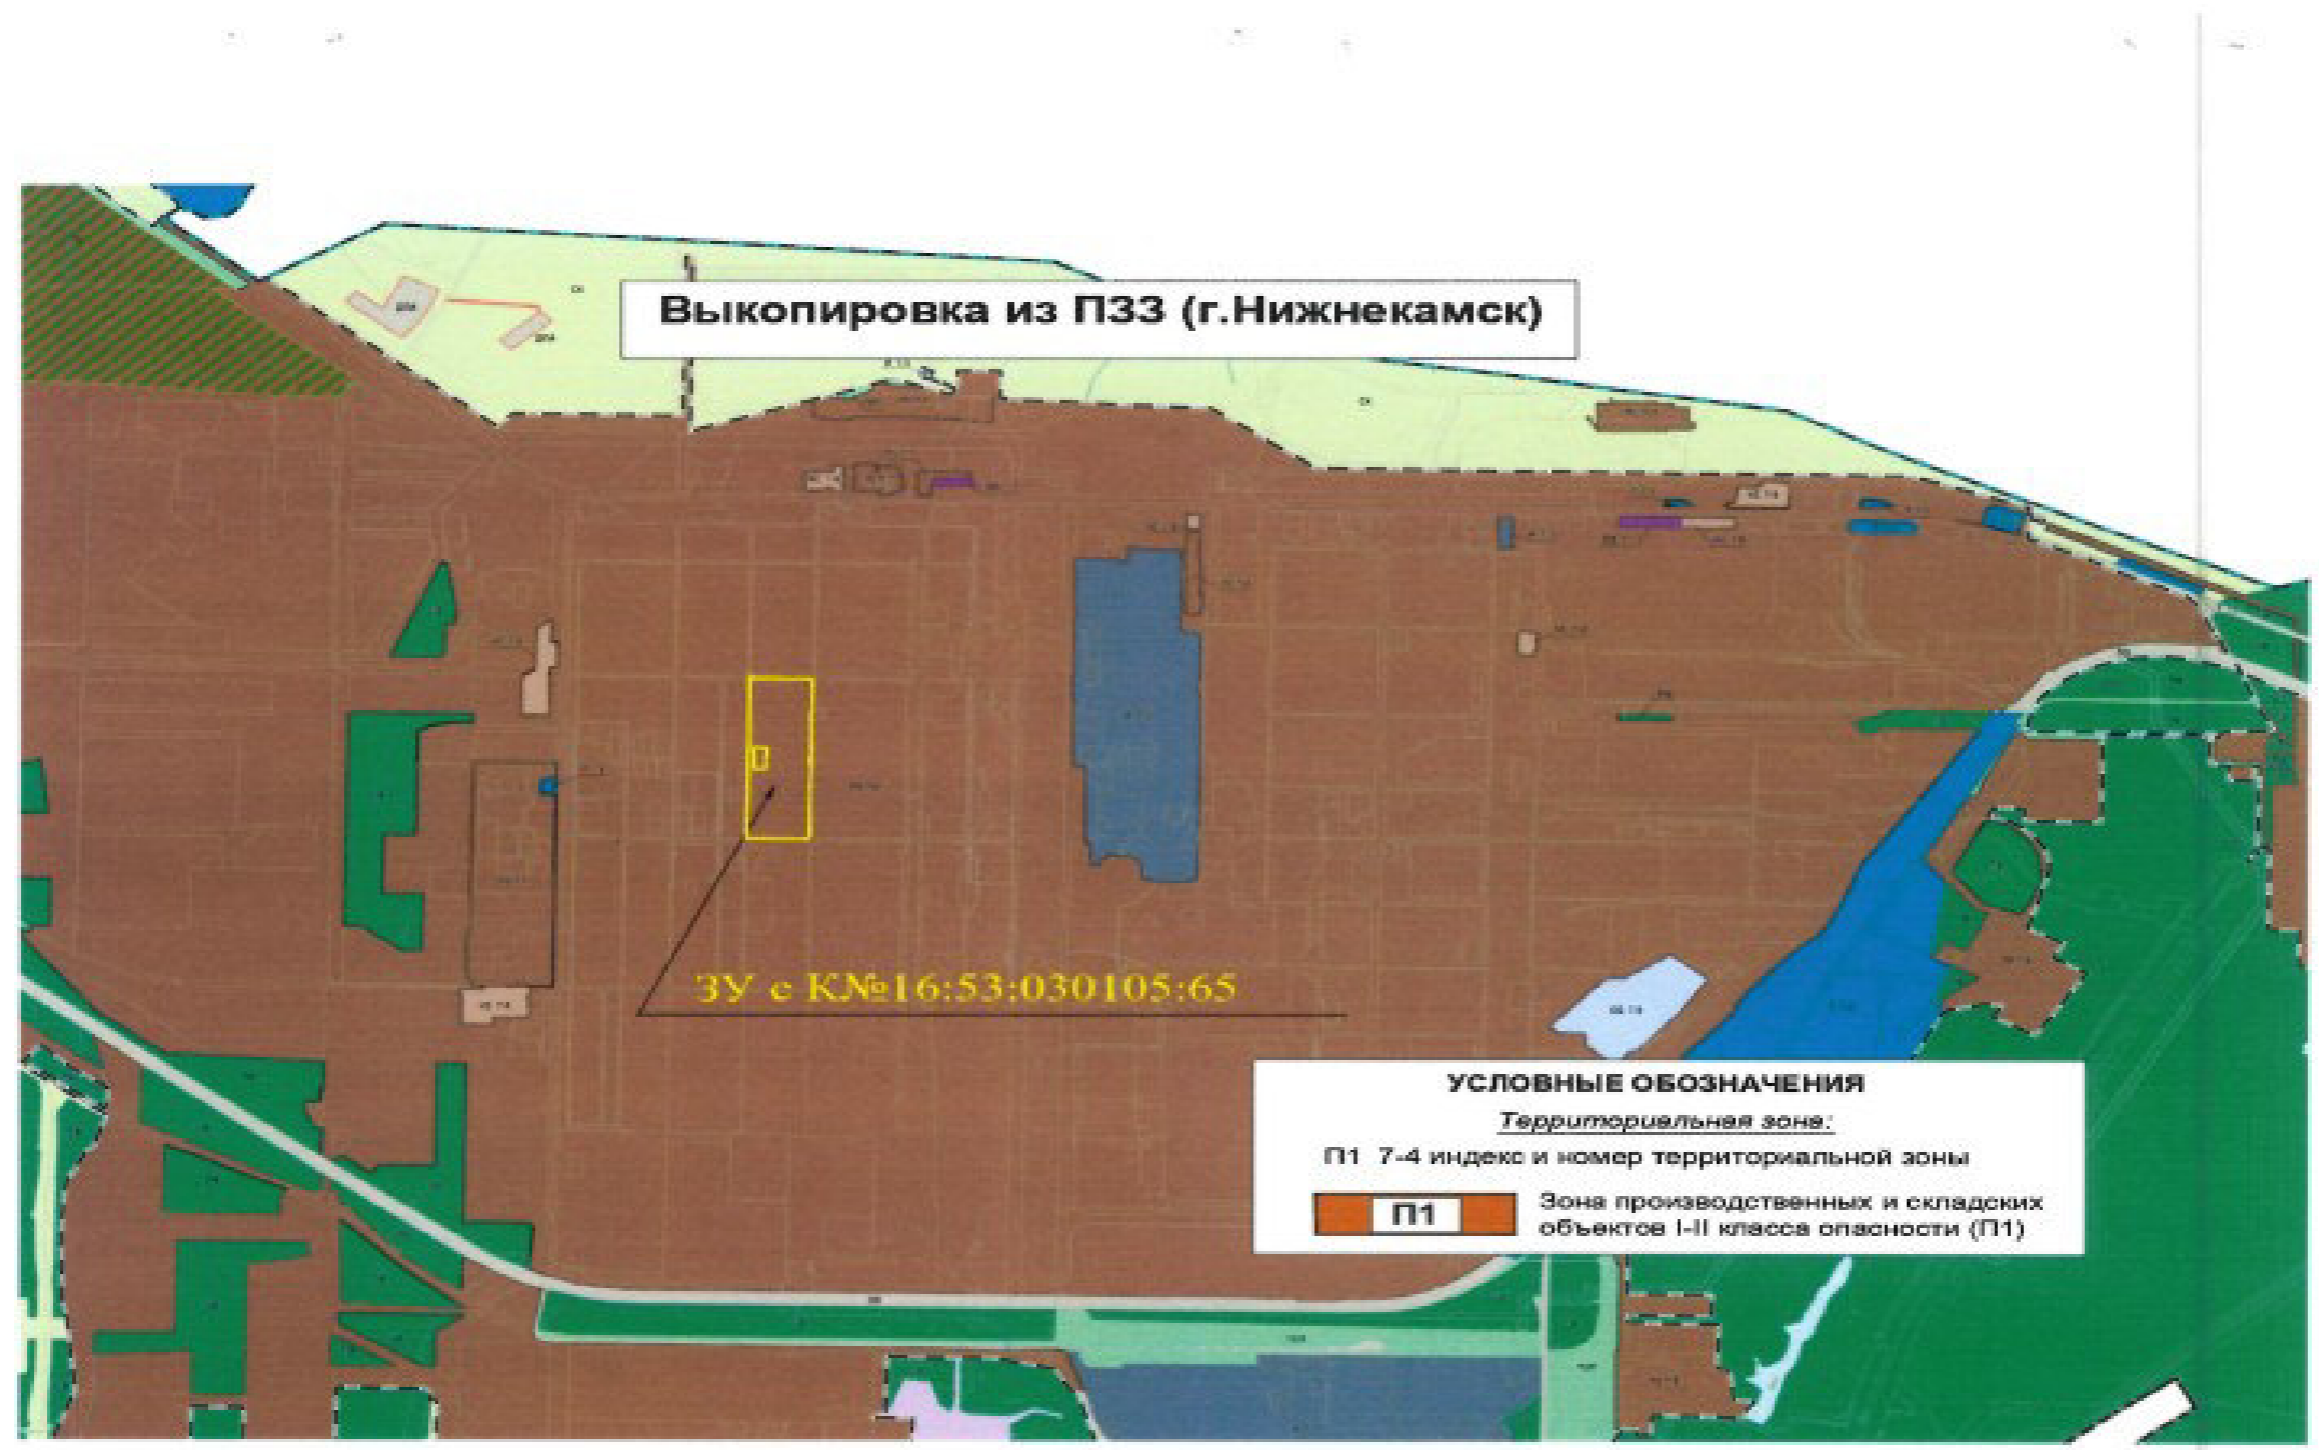 Выкопировка из ПЗЗ (г.Нижнекамск)
ЗУ с К№16:53:030105:65
УСЛОВНЫЕ ОБОЗНАЧЕНИЯ
Территориальная зона:
П1 7-4 индекс и номер территориальной зоны
П1
Зона производственных и складских
объектов I-II класса опасности (П1)